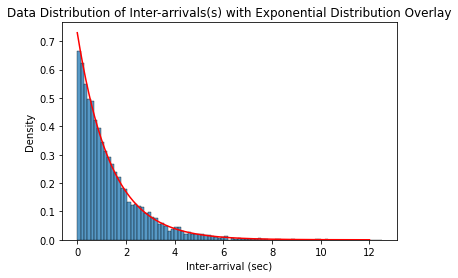 Data Distribution of Inter-arrivals(s) with Exponential Distribution Overlay
0.7
0.6
0.5
0.4
0.3
0.2
0.1
0.0
Density
0 2 4 6 8 10 12
Inter-arrival (sec)